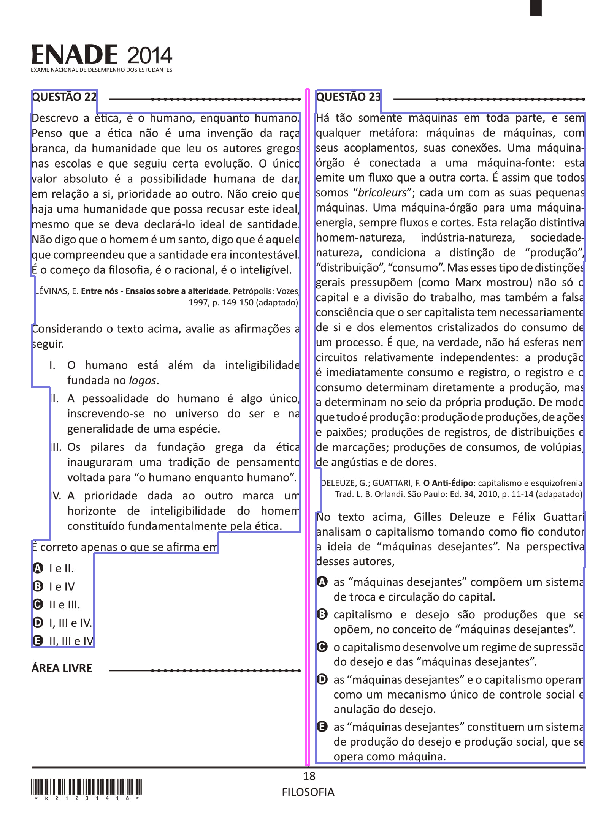 ENADE 2014
EXAME NACIONAL DE DESEMPENHO DOS ESTUDANTES
QUESTÃO 22
Descrevo a ética, é o humano, enquanto humano.
Penso que a ética não é uma invenção da raça
branca, da humanidade que leu os autores gregos
nas escolas e que seguiu certa evolução. O único
valor absoluto é a possibilidade humana de dar,
em relação a si, prioridade ao outro. Não creio que
haja uma humanidade que possa recusar este ideal,
mesmo que se deva declará-lo ideal de santidade.
Não digo que o homem é um santo, digo que é aquele
que compreendeu que a santidade era incontestável.
É o começo da filosofia, é o racional, é o inteligível.
LÉVINAS, E. Entre nós - Ensaios sobre a alteridade. Petrópolis: Vozes,
1997, p. 149-150 (adaptado).
Considerando o texto acima, avalie as afirmações a
seguir.
I. O humano está além da inteligibilidade
fundada no logos.
I. A pessoalidade do homem é algo único,
inscrevendo-se no universo do ser e na
generalidade de uma espécie.
II. Os pilares da fundação grega da ética
inauguraram uma tradição de pensamento
voltada para "o humano enquanto humano".
V. A prioridade dada ao outro marca um
horizonte de inteligibilidade do homem
constituído fundamentalmente pela ética.
É correto apenas o que se afirma em
A I e II.
B I e IV
C II e III.
D I, III e IV.
E II, III e IV
ÁREA LIVRE
QUESTÃO 23
Há tão somente máquinas em toda parte, e sem
qualquer metáfora: máquinas de máquinas, com
seus acoplamentos, suas conexões. Uma máquina-
órgão é conectada a uma máquina-fonte: esta
emite um fluxo que a outra corta. É assim que todos
somos "bricoleurs"; cada um com as suas pequenas
máquinas. Uma máquina-órgão para uma máquina-
energia, sempre fluxos e cortes. Esta relação distintiva
homem-natureza, indústria-natureza, sociedade-
natureza, condiciona a distinção de "produção",
"distribuição", "consumo". Mas esses tipo de distinções
gerais pressupõem (como Marx mostrou) não só o
capital e a divisão do trabalho, mas também a falsa
consciência que o ser capitalista tem necessariamente
de si e dos elementos cristalizados do consumo de
um processo. É que, na verdade, não há esferas nem
circuitos relativamente independentes: a produção
é imediatamente consumo e registro, o registro e o
consumo determinam diretamente a produção, mas
a determinam no seio da própria produção. De modo
que tudo é produção: produção de produções, de ações
e paixões; produções de registros, de distribuições e
de marcações; produções de consumos, de volúpias,
de angústias e de dores.
DELEUZE, G.; GUATTARI, F. O Anti-Édipo: capitalismo e esquizofrenia.
Trad. L. B. Orlandi. São Paulo: Ed. 34, 2010, p. 11-14 (adapatado).
No texto acima, Gilles Deleuze e Félix Guattari
analisam o capitalismo tomando como fio condutor
a ideia de "máquinas desejantes". Na perspectiva
desses autores,
A as "máquinas desejantes" compõem um sistema
de troca e circulação do capital.
B capitalismo e desejo são produções que se
opõem, no conceito de "máquinas desejantes".
C o capitalismo desenvolve um regime de supressão
do desejo e das "máquinas desejantes".
D as "máquinas desejantes" e o capitalismo operam
como um mecanismo único de controle social e
anulação do desejo.
E as "máquinas desejantes" constituem um sistema
de produção do desejo e produção social, que se
opera como máquina.
18
FILOSOFIA